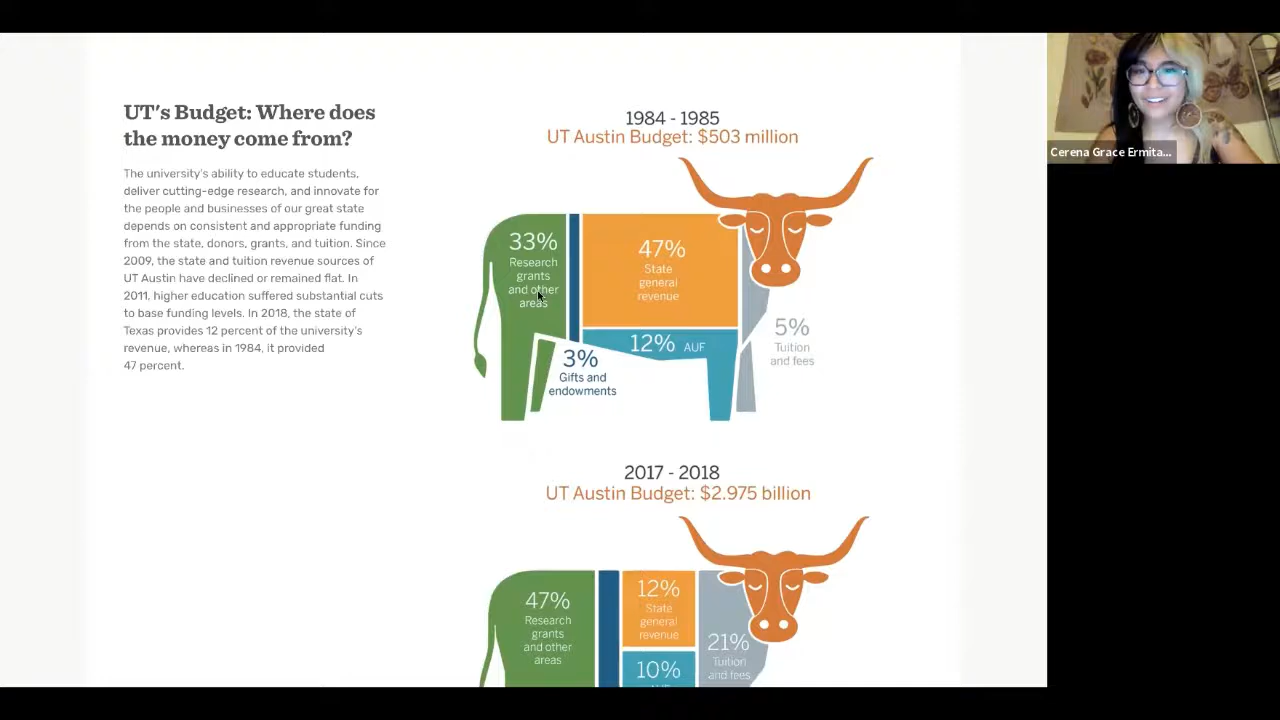 UT's Budget: Where does
the money come from?
The university's ability to educate students,
deliver cutting-edge research, and innovate for
the people and businesses of our great state
depends on consistent and appropriate funding
from the state, donors, grants, and tuition. Since
2009, the state and tuition revenue sources of
UT Austin have declined or remained flat. In
2011, higher education suffered substantial cuts
to base funding levels. In 2018, the state of
Texas provides 12 percent of the university's
revenue, whereas in 1984, it provided
47 percent.
1984 - 1985
UT Austin Budget: $503 million
33%
Research
grants
and other
areas
47%
State
general
revenue
12% AUF
3%
Gifts and
endowments
5%
Tuition
and fees
2017 - 2018
UT Austin Budget: $2.975 billion
47%
Research
grants
and other
areas
12%
State
general
revenue
10%
21%
Tuition
and fees
Cerena Grace Ermita...